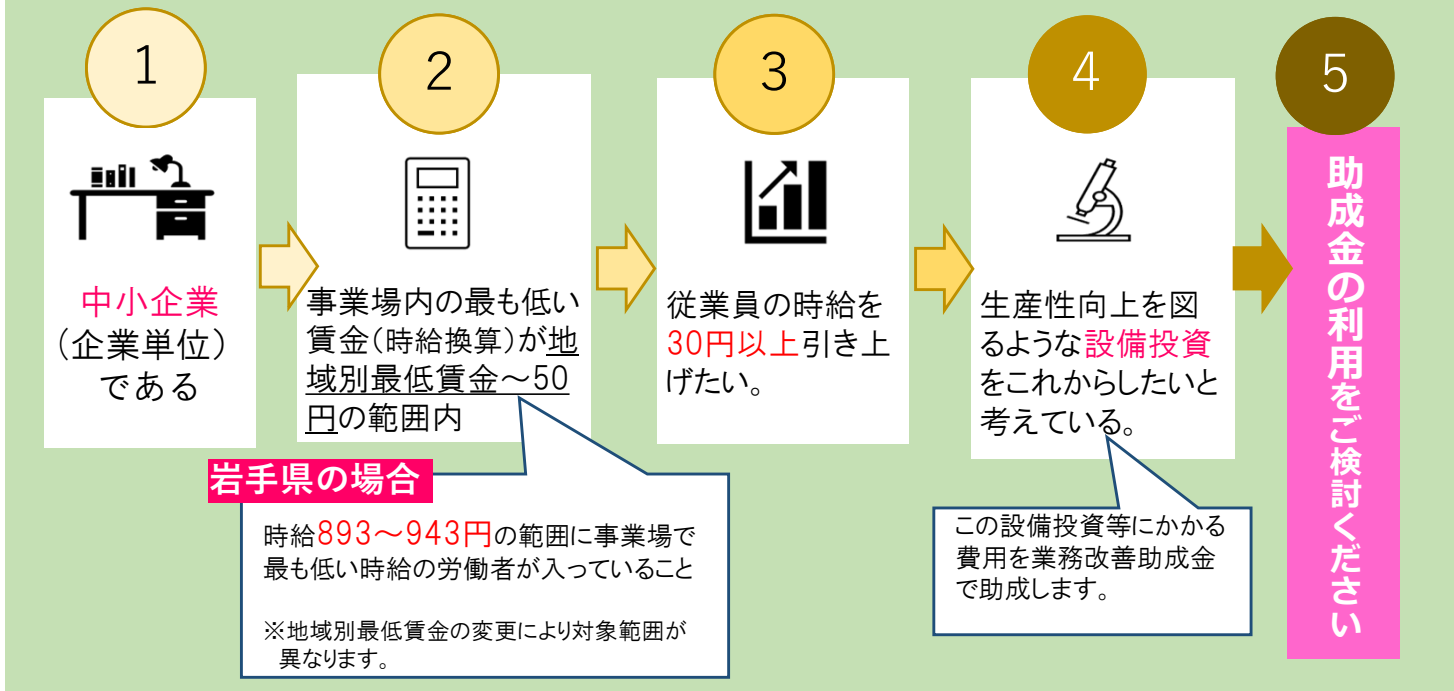 1
中小企業
(企業単位)
である
2
事業場内の最も低い
賃金(時給換算)が地
域別最低賃金～50
円の範囲内
岩手県の場合
時給893～943円の範囲に事業場で
最も低い時給の労働者が入っていること
※地域別最低賃金の変更により対象範囲が
異なります。
3
従業員の時給を
30円以上引き上
げたい。
4
生産性向上を図
るような設備投資
をこれからしたいと
考えている。
この設備投資等にかかる
費用を業務改善助成金
で助成します。
5
助成金の利用をご検討ください